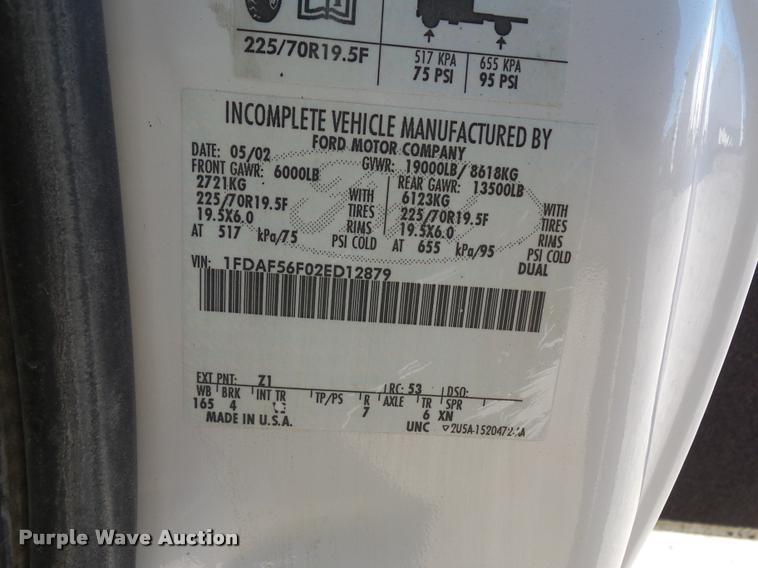 225/70R19.5F
517 KPA
75 PSI
655 KPA
95 PSI
INCOMPLETE VEHICLE MANUFACTURED BY
FORD MOTOR COMPANY
DATE: 05/02
GVWR: 19000LB/ 8618KG
FRONT GAWR: 6000LB
2721KG
225/70R19.5F
19.5X6.0
AT 517 kPa/75
WITH
TIRES
RIMS
PSI COLD
REAR GAWR: 13500LB
6123KG
225/70R19.5F
19.5X6.0
AT 655 kPa/95
WITH
TIRES
RIMS
PSI COLD
DUAL
VIN: 1FDAF56F02ED12879
EXT PNT: Z1
RC: 53 DSO:
WB BRK INT TR TP/PS R AXLE TR SPR
165 4 7 6 XN
MADE IN U.S.A.
UNC
Purple Wave Auction